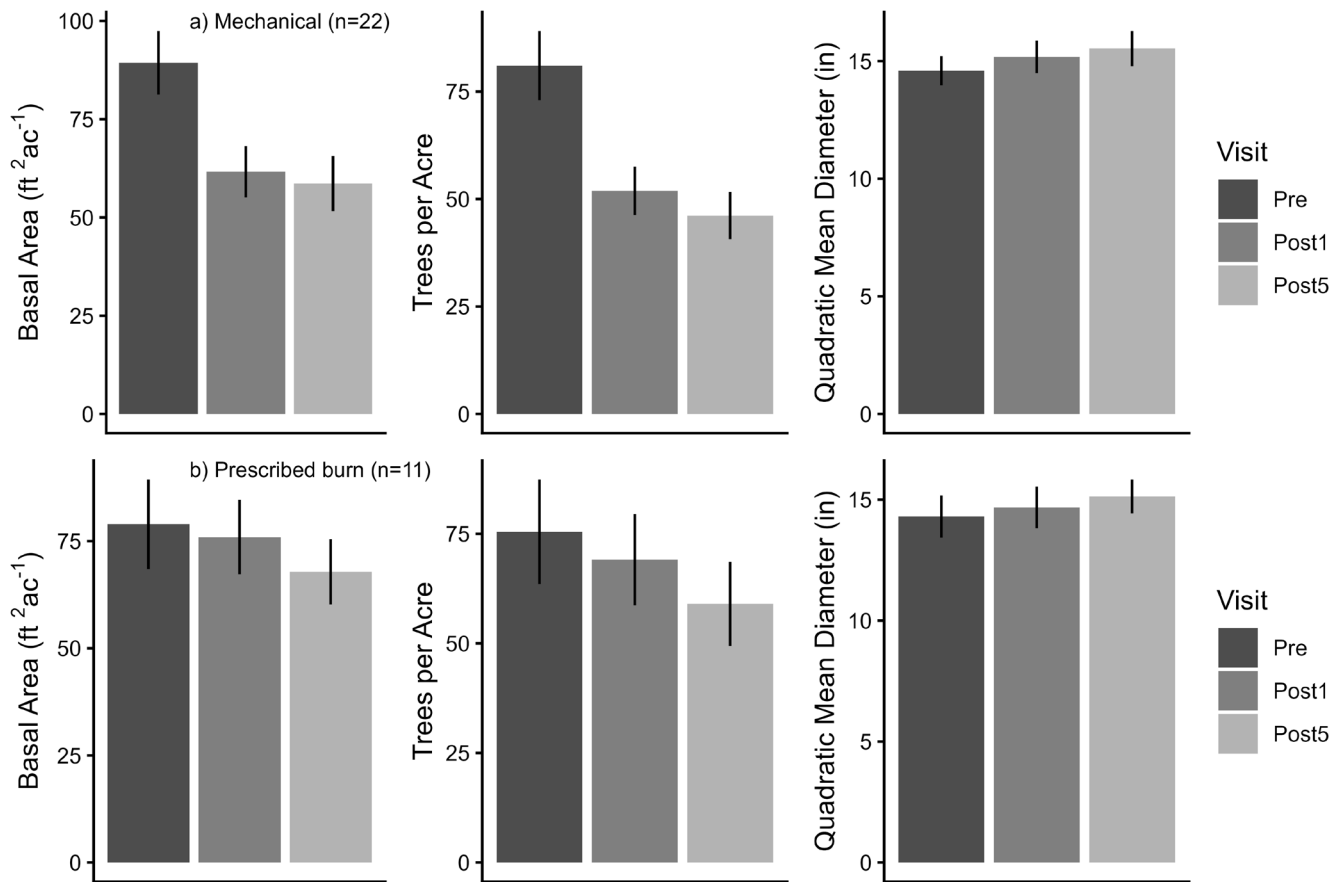 a) Mechanical (n=22)
Basal Area (ft ²ac⁻¹)
100
75
50
25
0
Trees per Acre
75
50
25
0
Quadratic Mean Diameter (in)
15
10
5
0
Visit
Pre
Post1
Post5
b) Prescribed burn (n=11)
Basal Area (ft ²ac⁻¹)
75
50
25
0
Trees per Acre
75
50
25
0
Quadratic Mean Diameter (in)
15
10
5
0
Visit
Pre
Post1
Post5